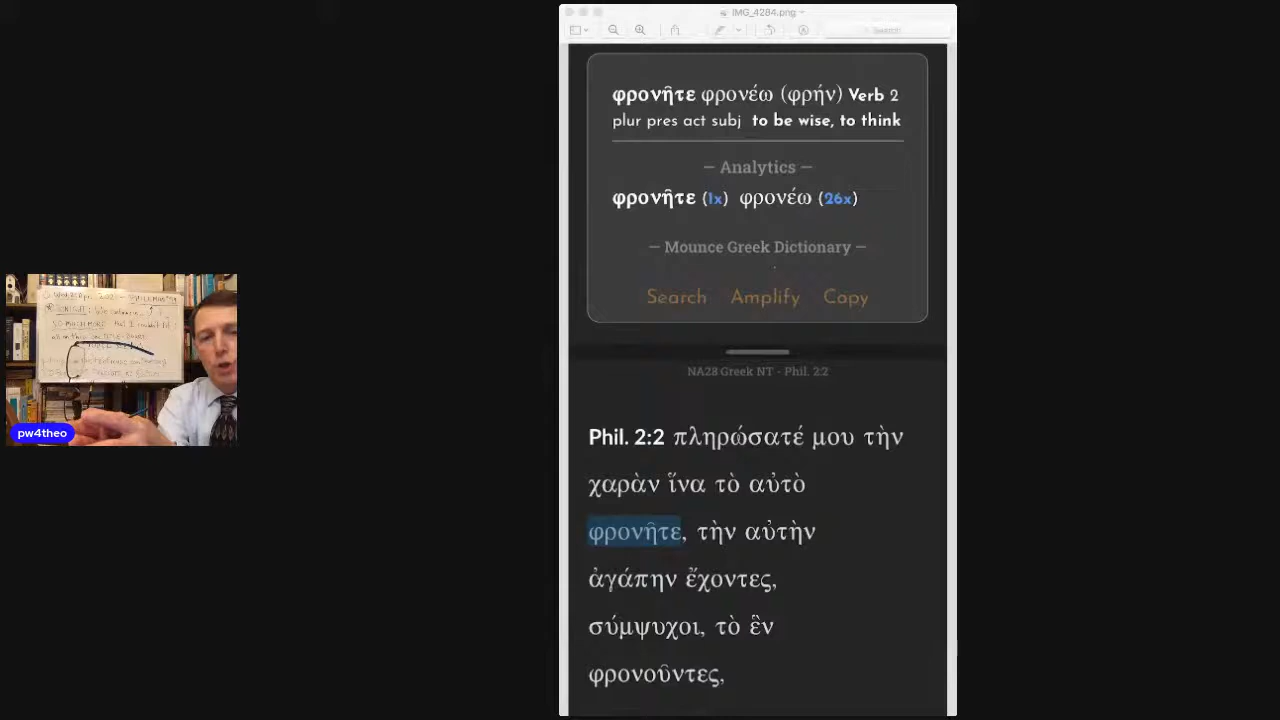 IMG_4284.png
Search
φρονῆτε φρονέω (φρήν) Verb 2
plur pres act subj to be wise, to think
— Analytics —
φρονῆτε (1x) φρονέω (26x)
— Mounce Greek Dictionary —
Search Amplify Copy
NA28 Greek NT - Phil. 2:2
Phil. 2:2 πληρώσατέ μου τὴν
χαρὰν ἵνα τὸ αὐτὸ
φρονῆτε, τὴν αὐτὴν
ἀγάπην ἔχοντες,
σύμψυχοι, τὸ ἓν
φρονοῦντες,
pw4theo